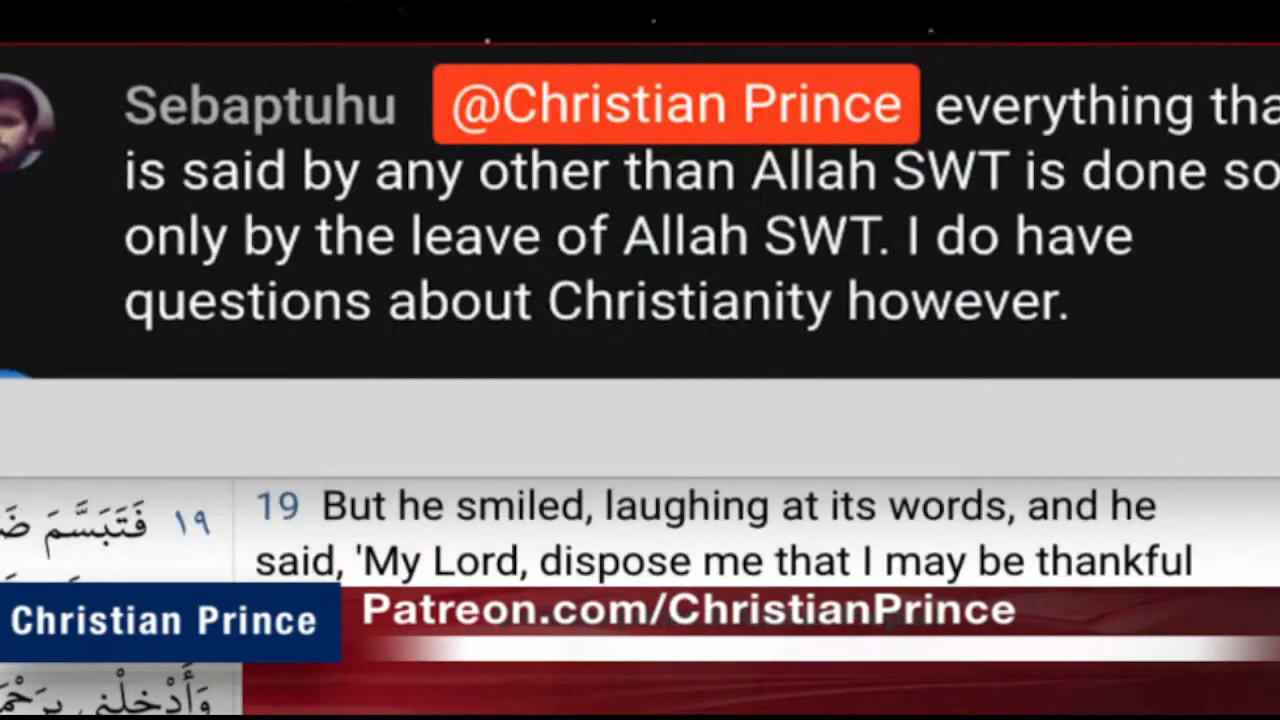 Sebaptuhu @Christian Prince everything tha
is said by any other than Allah SWT is done so
only by the leave of Allah SWT. I do have
questions about Christianity however.
19 But he smiled, laughing at its words, and he
فَتَبَسَّمَ ١٩
said, 'My Lord, dispose me that I may be thankful
Christian Prince
Patreon.com/ChristianPrince
وَأَدْخِلْنِي